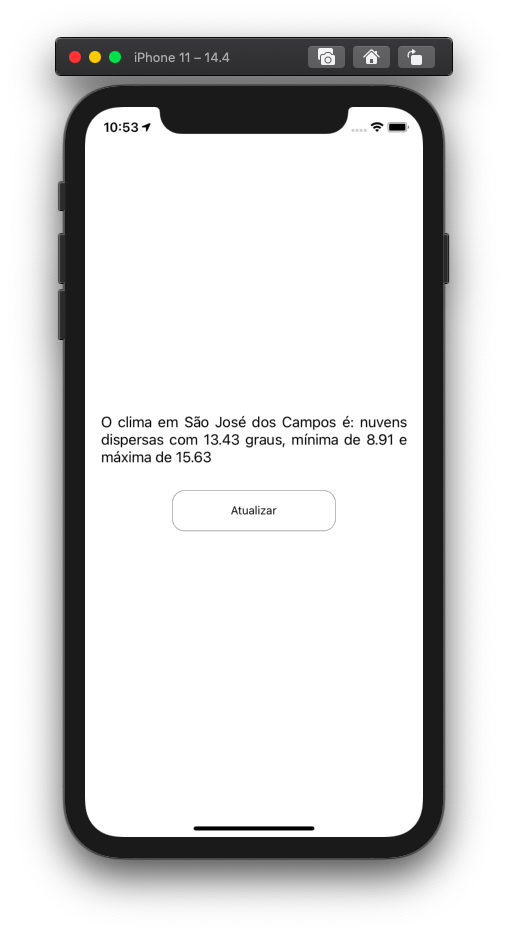 iPhone 11 – 14.4
10:53
O clima em São José dos Campos é: nuvens
dispersas com 13.43 graus, mínima de 8.91 e
máxima de 15.63
Atualizar